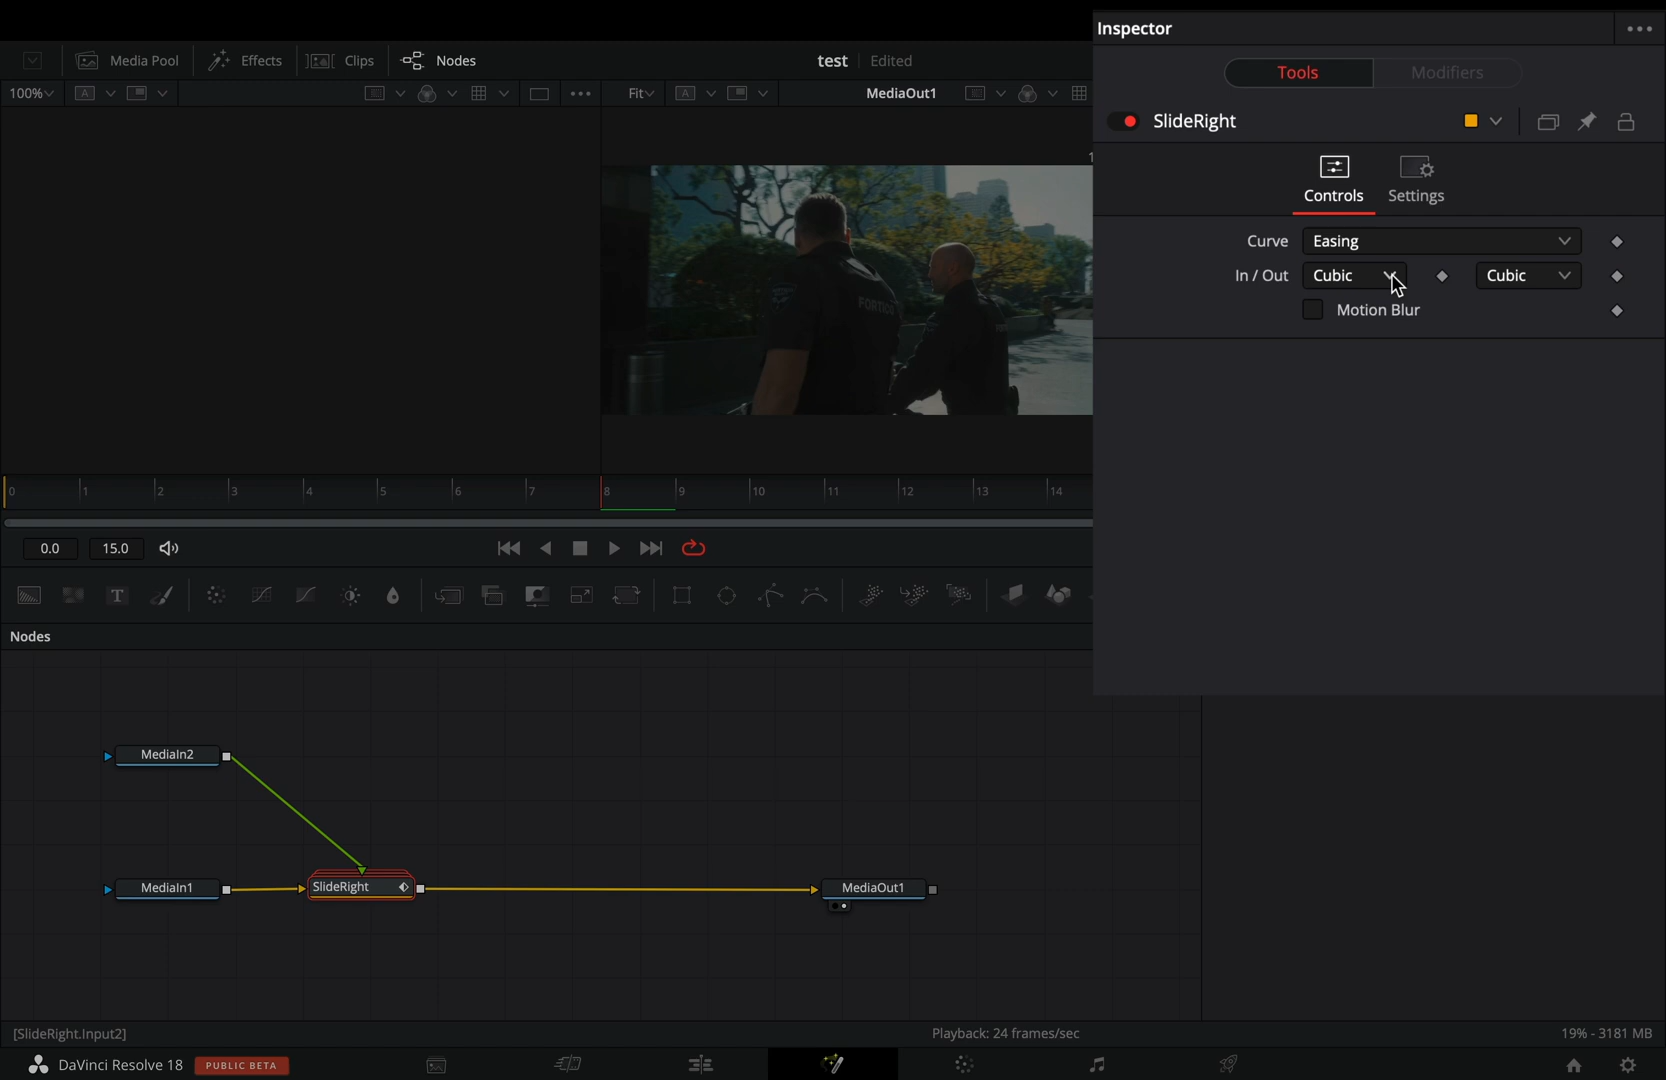 Inspector
Media Pool
Effects
Clips
Nodes
test
Edited
Tools
Modifiers
100%
A
Fit
A
MediaOut1
1
SlideRight
Controls
Settings
Curve
Easing
In / Out
Cubic
Cubic
Motion Blur
FORTICO
0 1 2 3 4 5 6 7 8 9 10 11 12 13 14
0.0
15.0
T
Nodes
MediaIn2
MediaIn1
SlideRight
MediaOut1
[SlideRight.Input2]
Playback: 24 frames/sec
19% - 3181 MB
DaVinci Resolve 18
PUBLIC BETA